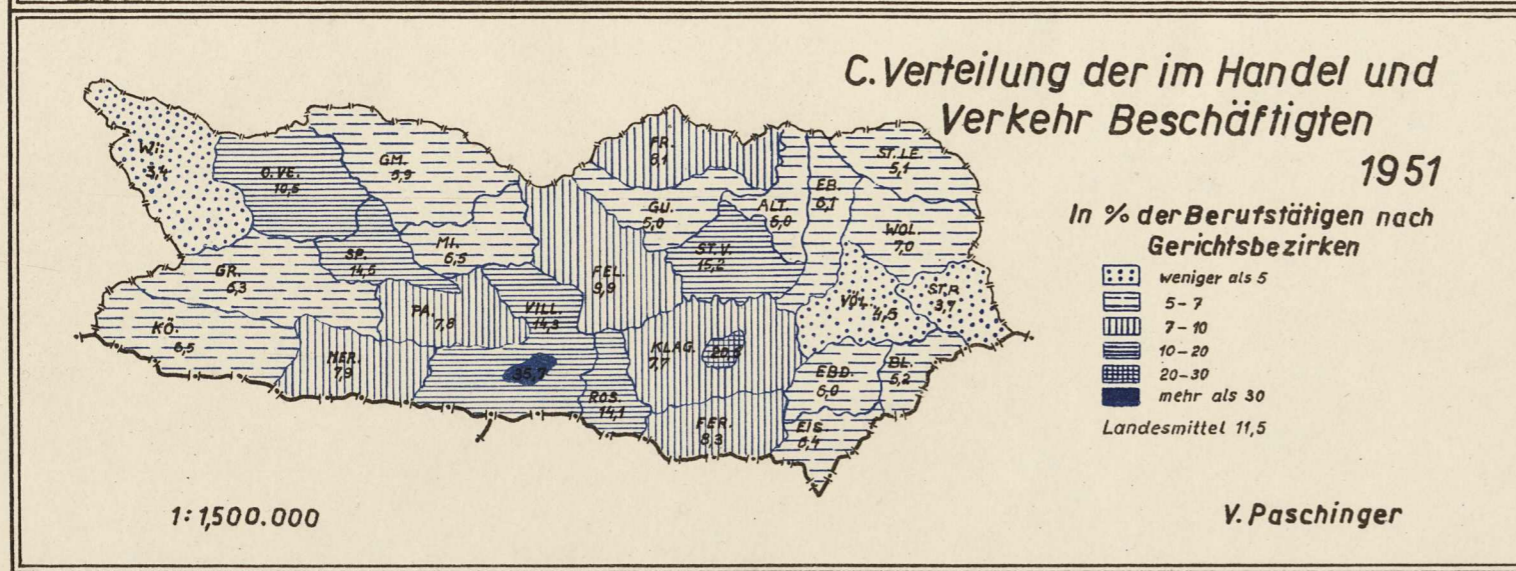 C. Verteilung der im Handel und
Verkehr Beschäftigten
1951
In % der Berufstätigen nach
Gerichtsbezirken
weniger als 5
5-7
7-10
10-20
20-30
mehr als 30
Landesmittel 11,5
Wi.
3,4
O.VE.
10,5
GM.
5,9
FR.
8,1
ST.LE.
5,1
EB.
6,1
GU.
5,0
ALT.
6,0
WOL.
7,0
MI.
6,5
SP.
14,6
ST.V.
15,2
GR.
6,3
FEL.
9,9
VÖL.
4,5
ST.P.
3,7
PA.
7,8
VILL.
14,3
KÖ.
6,5
KLAG.
7,7
20,5
MER.
7,9
35,7
EBD.
6,0
BL.
6,2
ROS.
14,1
FER.
8,3
EIS.
6,4
1:1,500.000
V. Paschinger